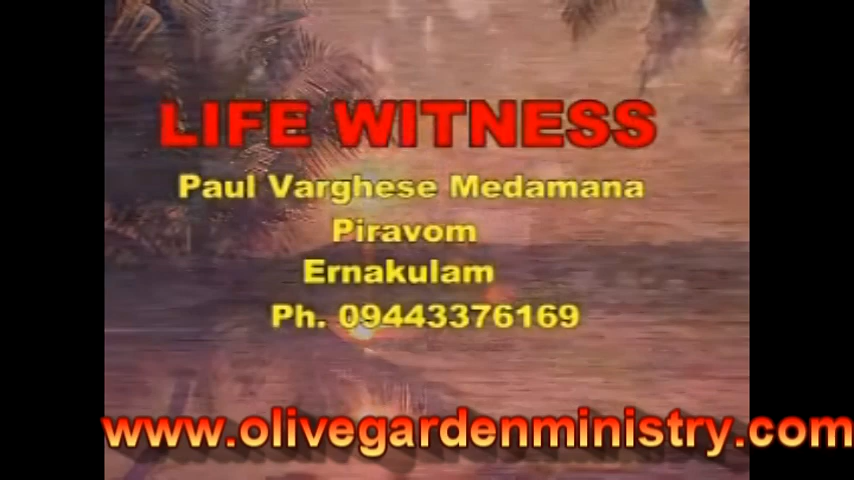 LIFE WITNESS
Paul Varghese Medamana
Piravom
Ernakulam
Ph. 09443376169
www.olivegardenministry.com